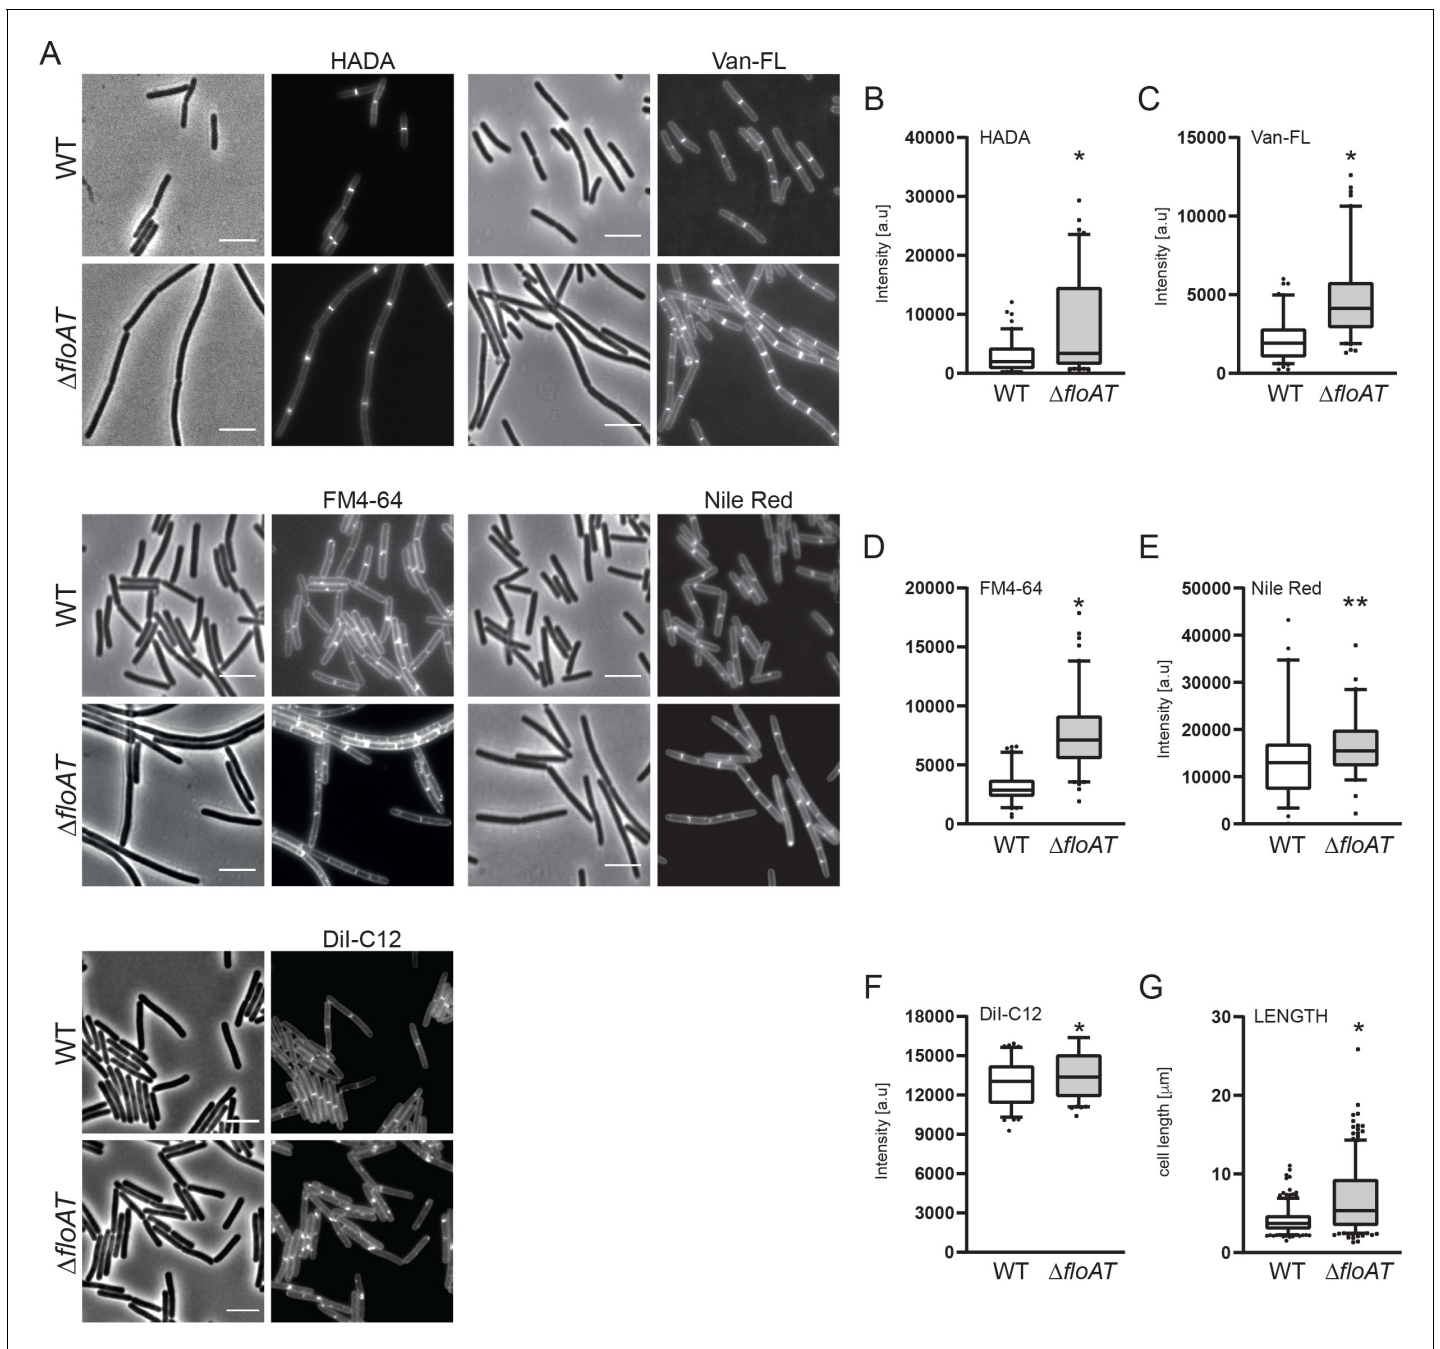 A
HADA
Van-FL
WT
ΔfloAT
B
HADA
*
40000
30000
20000
10000
0
Intensity [a.u]
WT ΔfloAT
C
Van-FL
*
15000
10000
5000
0
Intensity [a.u]
WT ΔfloAT
FM4-64
Nile Red
WT
ΔfloAT
D
FM4-64
*
20000
15000
10000
5000
0
WT ΔfloAT
E
Nile Red
**
50000
40000
30000
20000
10000
0
Intensity [a.u]
WT ΔfloAT
DiI-C12
WT
ΔfloAT
F
DiI-C12
*
18000
15000
12000
9000
6000
3000
0
Intensity [a.u]
WT ΔfloAT
G
LENGTH
*
30
20
10
0
cell length [μm]
WT ΔfloAT